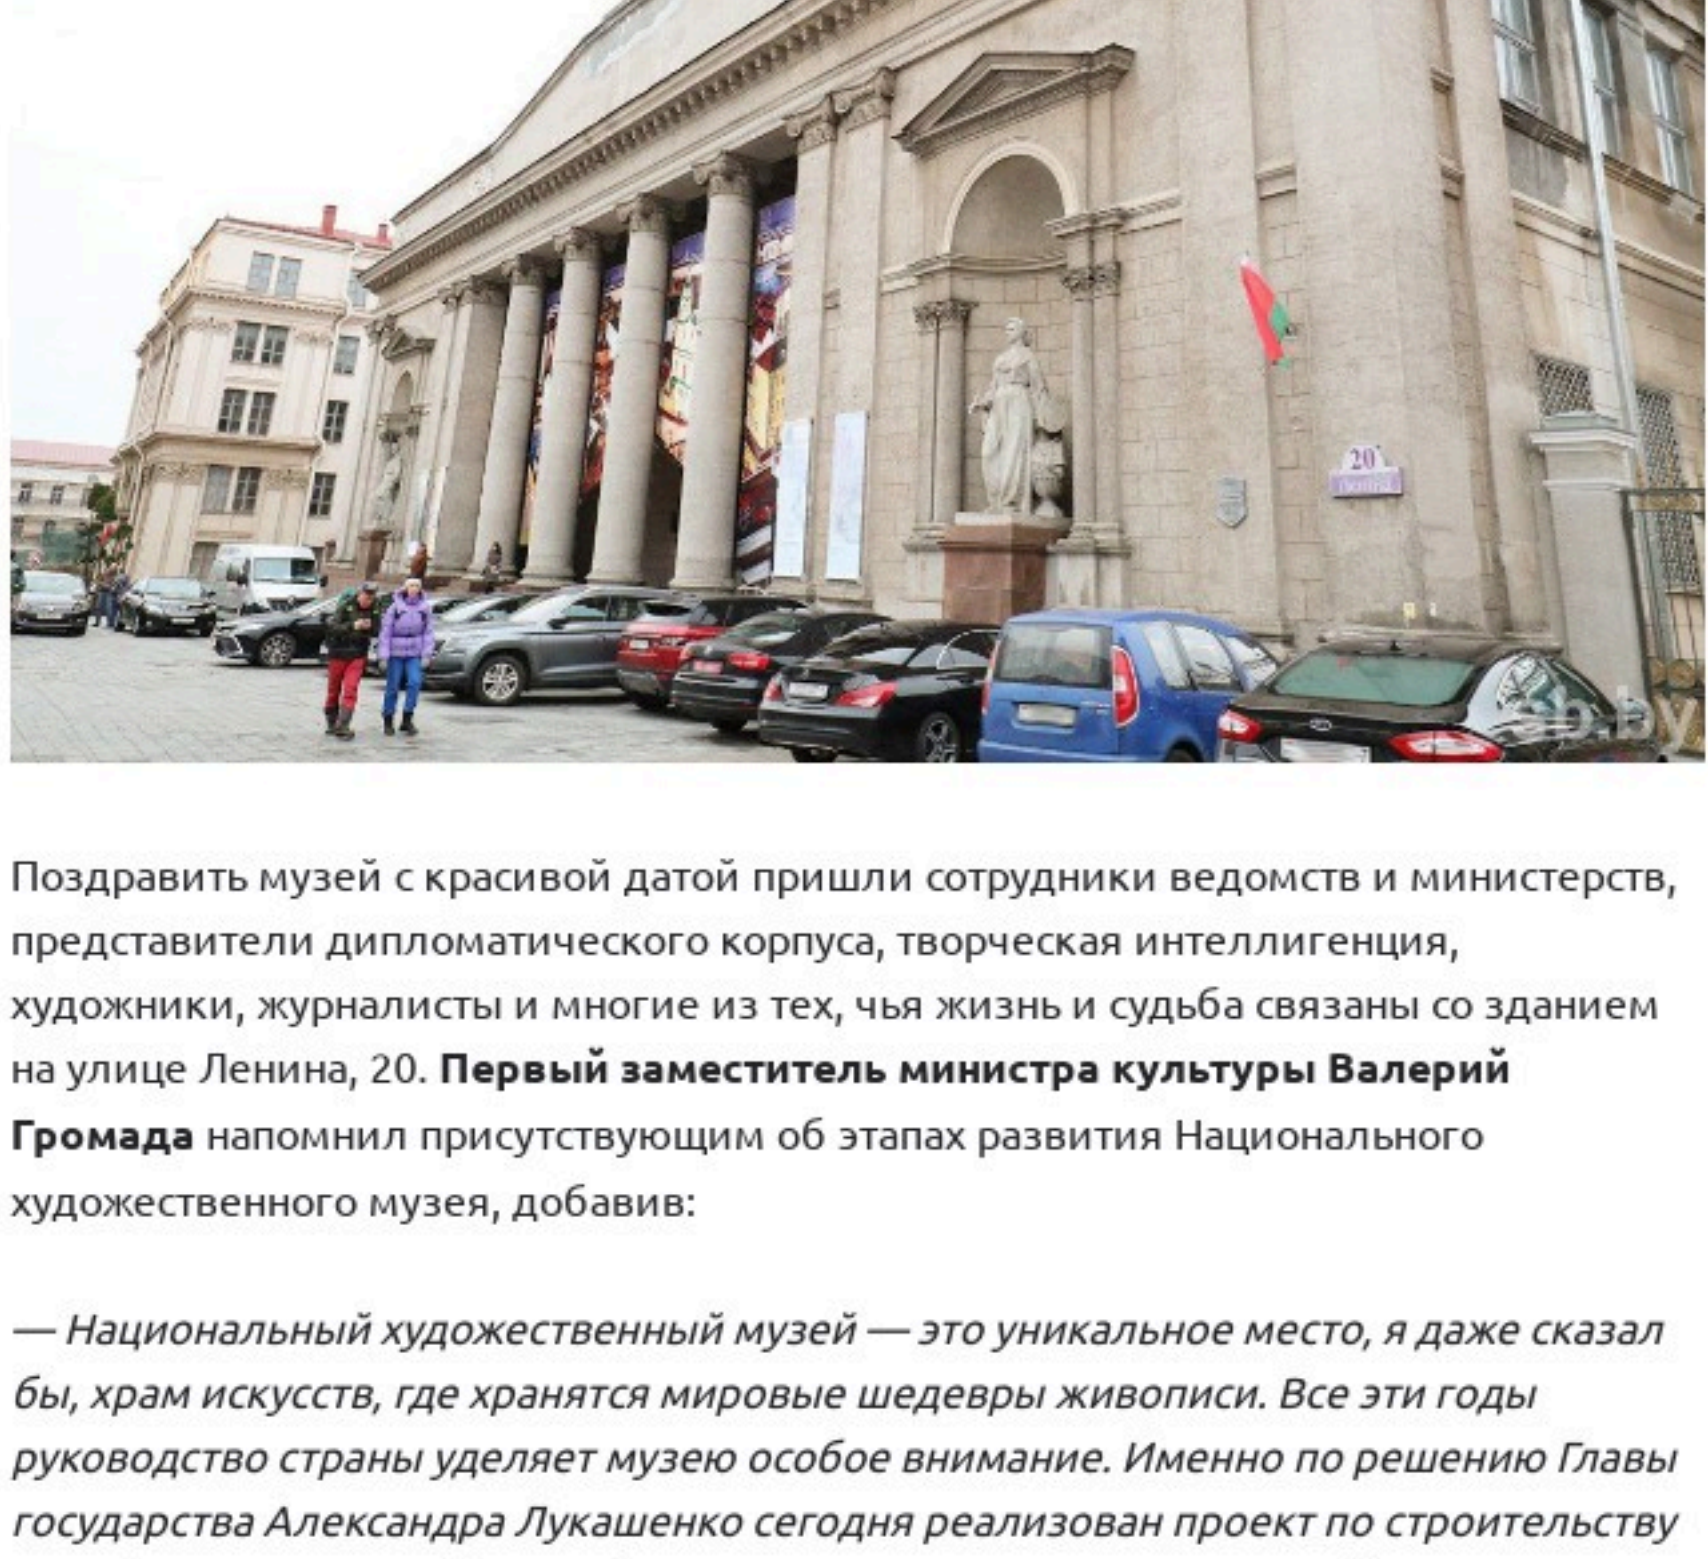 20
sb.by
Поздравить музей с красивой датой пришли сотрудники ведомств и министерств,
представители дипломатического корпуса, творческая интеллигенция,
художники, журналисты и многие из тех, чья жизнь и судьба связаны со зданием
на улице Ленина, 20. Первый заместитель министра культуры Валерий
Громада напомнил присутствующим об этапах развития Национального
художественного музея, добавив:
— Национальный художественный музей — это уникальное место, я даже сказал
бы, храм искусств, где хранятся мировые шедевры живописи. Все эти годы
руководство страны уделяет музею особое внимание. Именно по решению Главы
государства Александра Лукашенко сегодня реализован проект по строительству